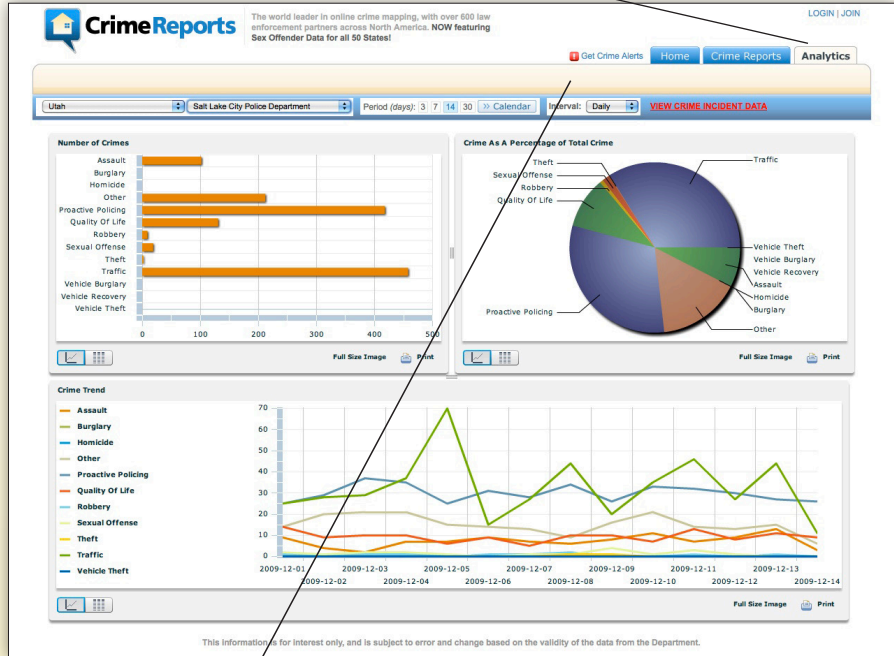 CrimeReports
The world leader in online crime mapping, with over 600 law
enforcement partners across North America. NOW featuring
Sex Offender Data for all 50 States!
LOGIN | JOIN
Get Crime Alerts Home Crime Reports Analytics
Utah Salt Lake City Police Department Period (days): 3 7 14 30 » Calendar Interval: Daily VIEW CRIME INCIDENT DATA
Number of Crimes
Assault
Burglary
Homicide
Other
Proactive Policing
Quality Of Life
Robbery
Sexual Offense
Theft
Traffic
Vehicle Burglary
Vehicle Recovery
Vehicle Theft
0 100 200 300 400 500
Full Size Image Print
Crime As A Percentage of Total Crime
Theft
Sexual Offense
Robbery
Quality Of Life
Proactive Policing
Traffic
Vehicle Theft
Vehicle Burglary
Vehicle Recovery
Assault
Homicide
Burglary
Other
Full Size Image Print
Crime Trend
Assault
Burglary
Homicide
Other
Proactive Policing
Quality Of Life
Robbery
Sexual Offense
Theft
Traffic
Vehicle Theft
70
60
50
40
30
20
10
0
2009-12-01 2009-12-03 2009-12-05 2009-12-07 2009-12-09 2009-12-11 2009-12-13
2009-12-02 2009-12-04 2009-12-06 2009-12-08 2009-12-10 2009-12-12 2009-12-14
Full Size Image Print
This information is for interest only, and is subject to error and change based on the validity of the data from the Department.